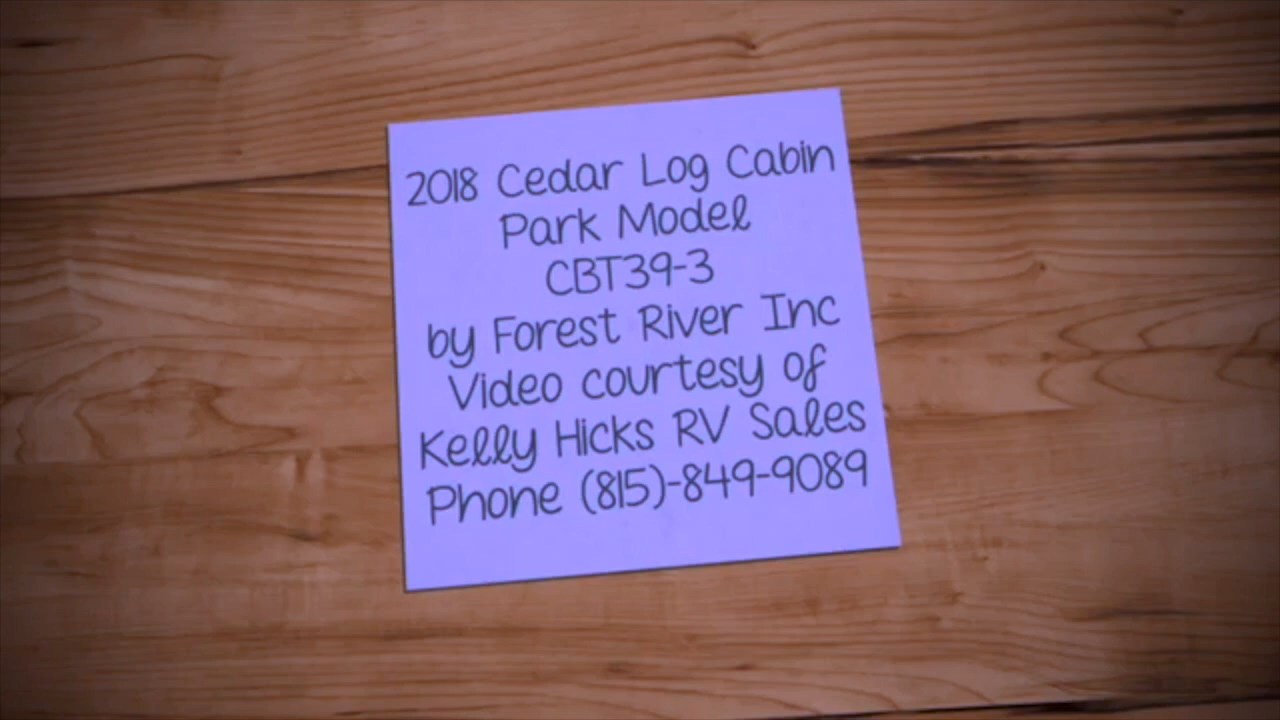 2018 Cedar Log Cabin
Park Model
CBT39-3
by Forest River Inc
Video courtesy of
Kelly Hicks RV Sales
Phone (815)-849-9089